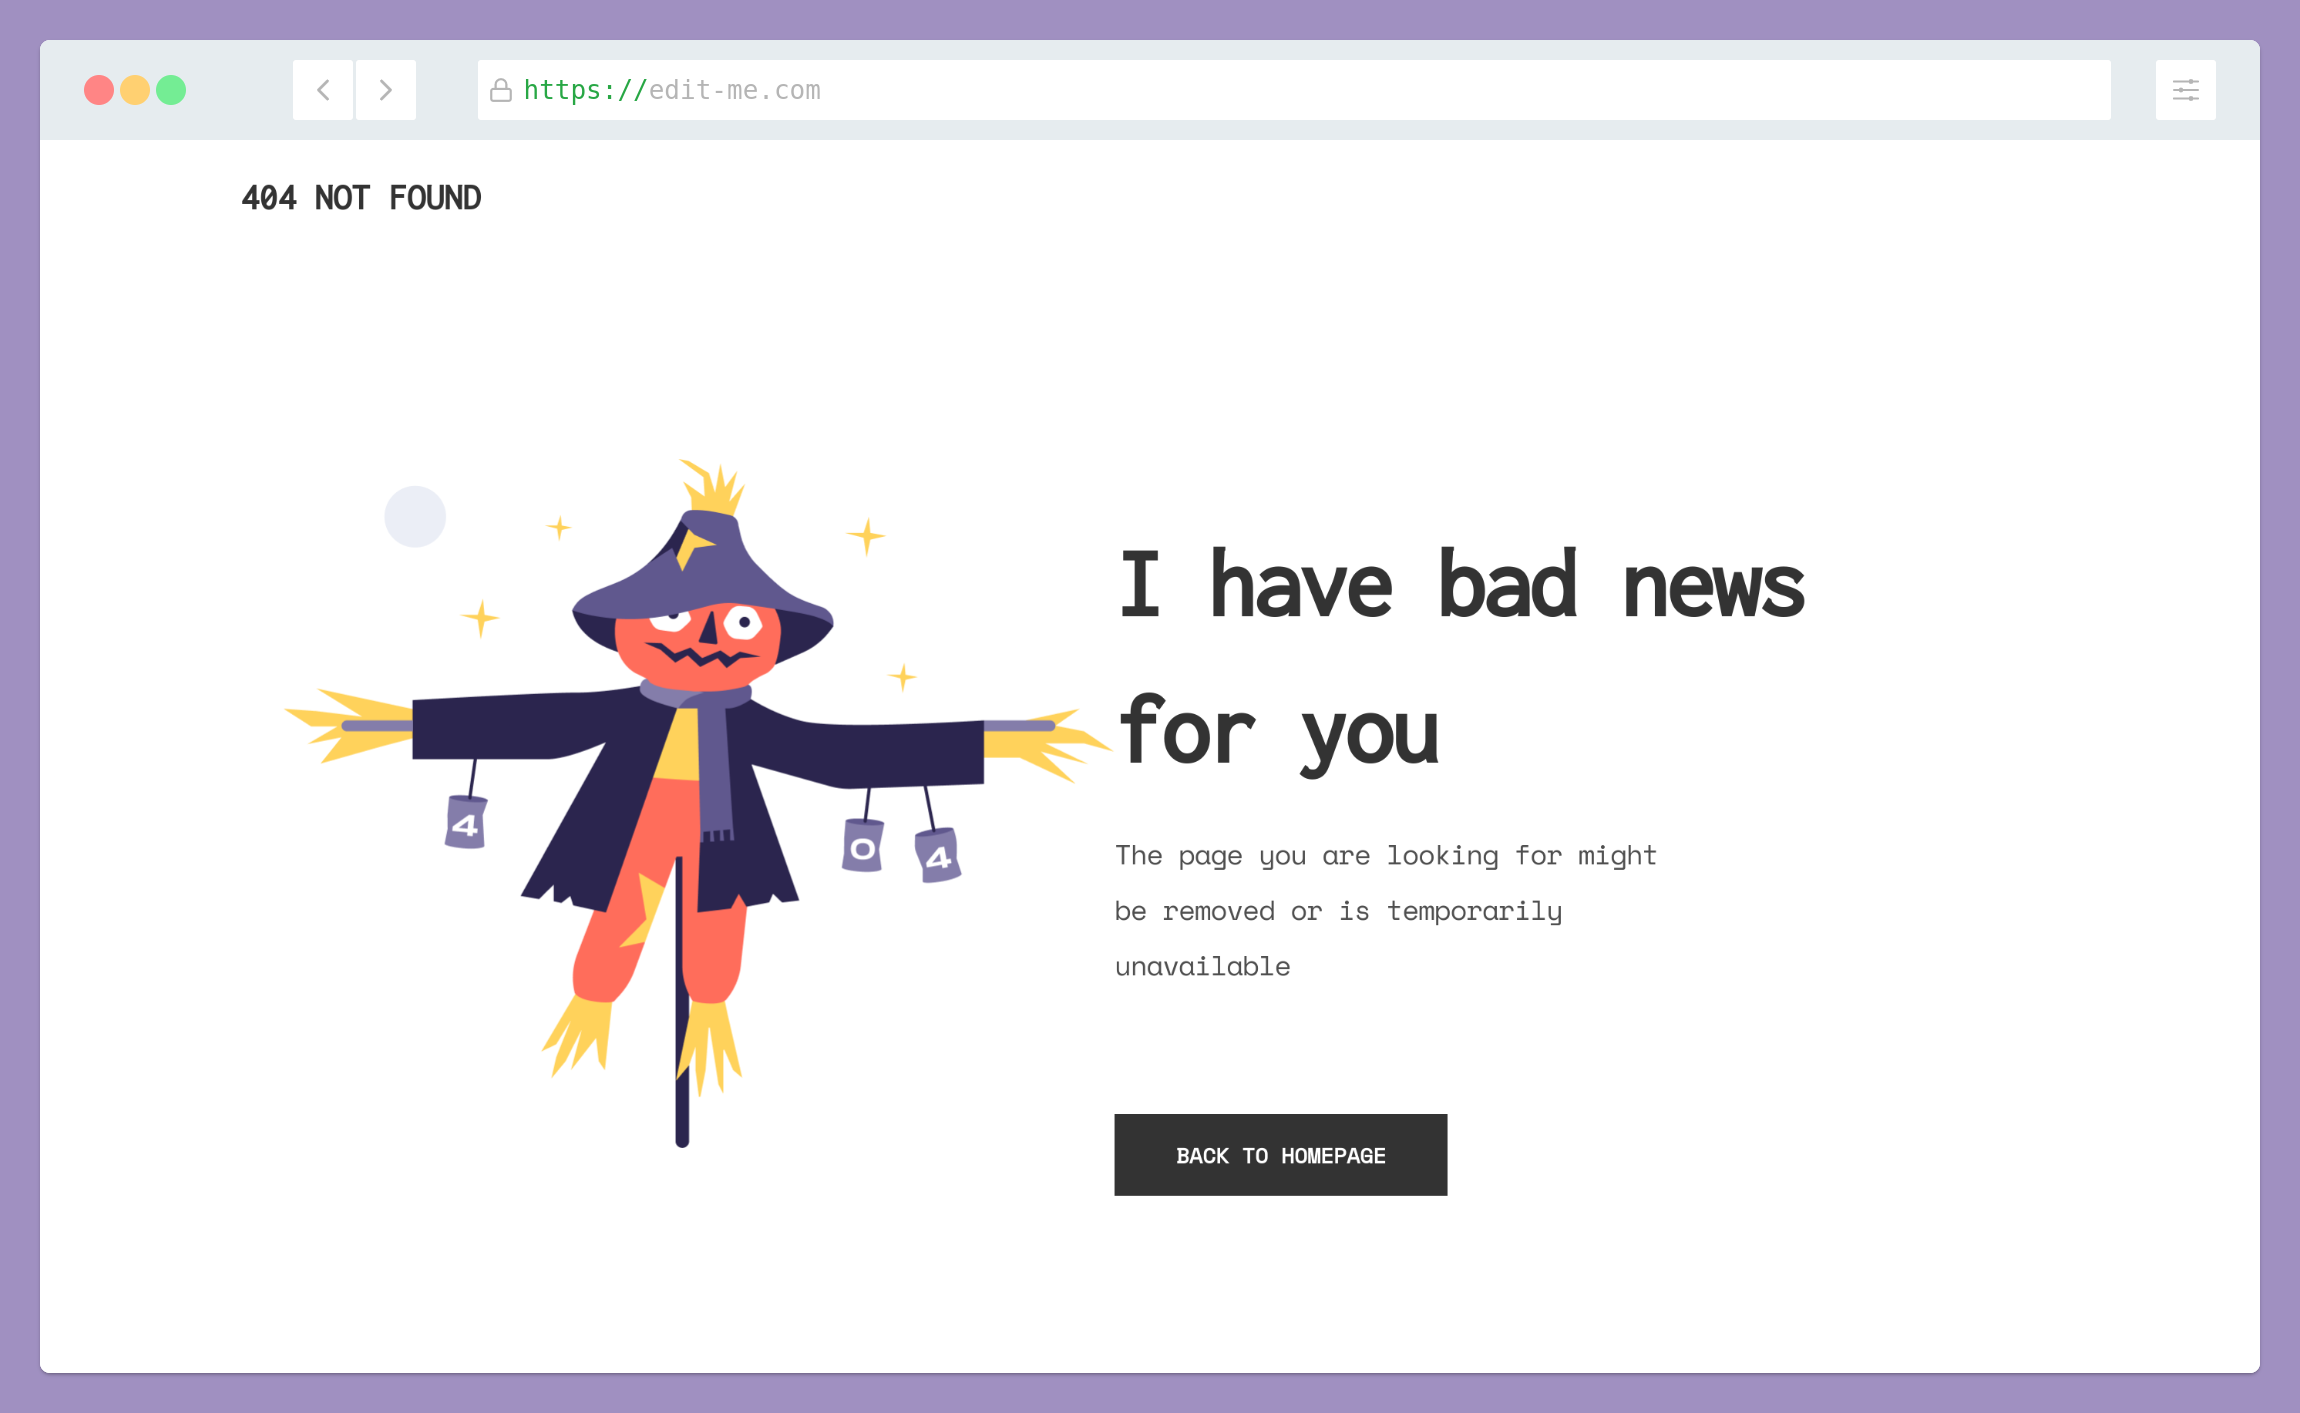 https://edit-me.com
404 NOT FOUND
I have bad news
for you
4
0
4
The page you are looking for might
be removed or is temporarily
unavailable
BACK TO HOMEPAGE